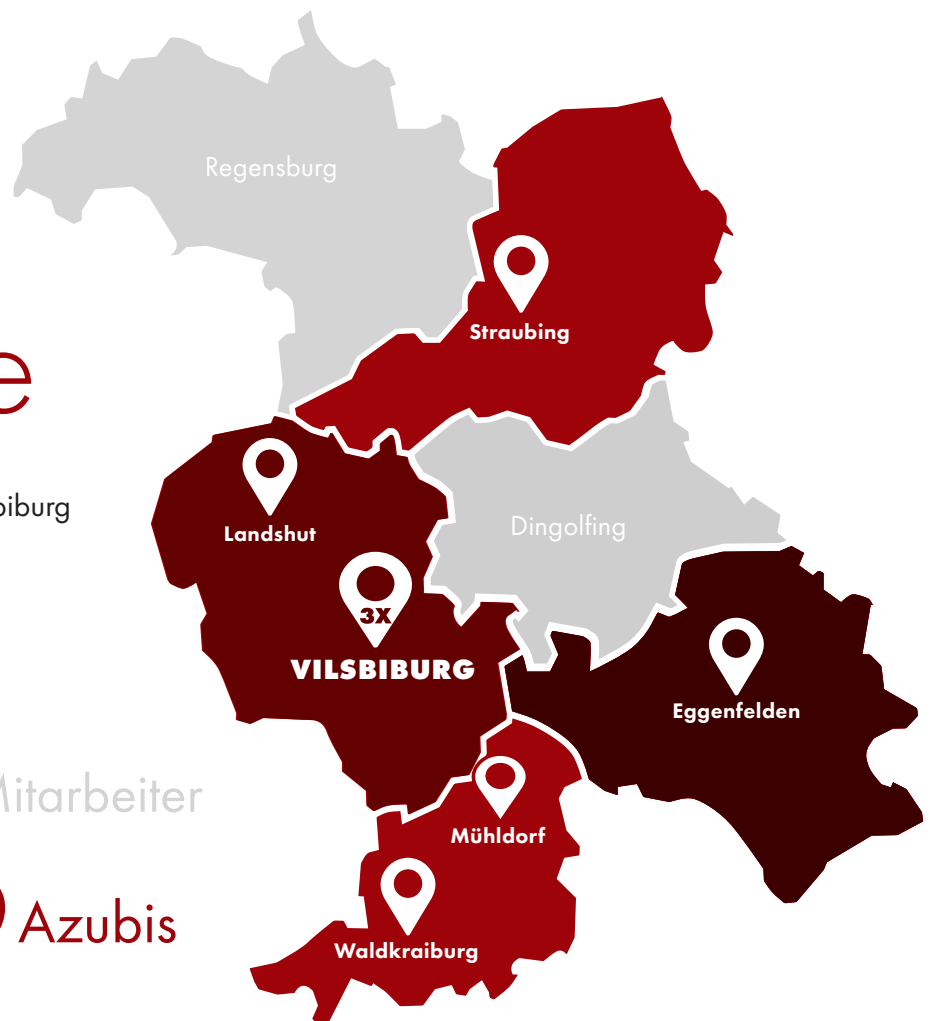 Regensburg
Straubing
e
biburg
Landshut
Dingolfing
3X
VILSBIBURG
Eggenfelden
Mitarbeiter
Mühldorf
Azubis
Waldkraiburg